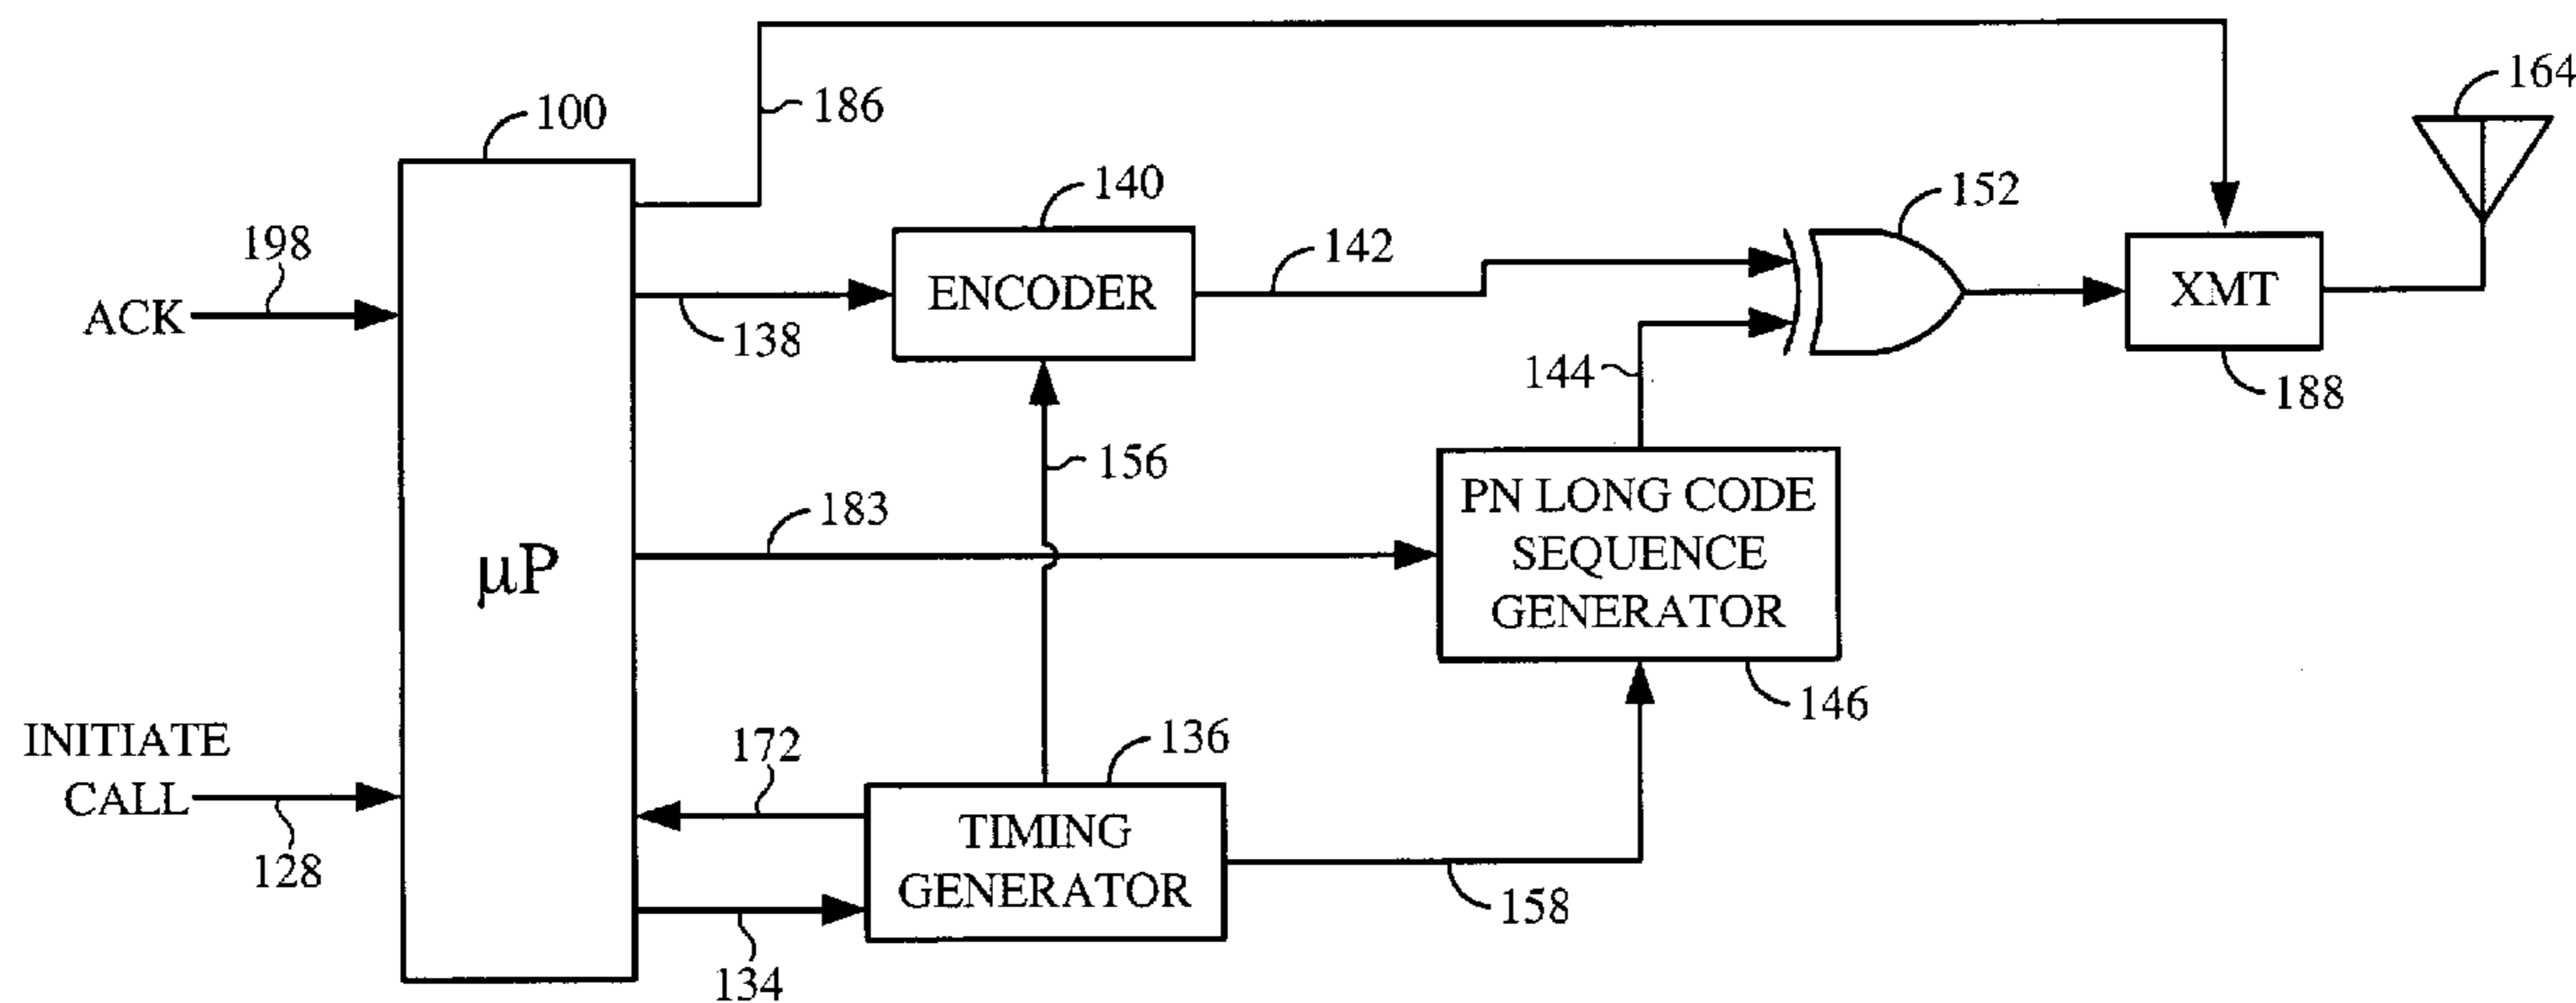 164
100
186
140
152
198
142
ENCODER
XMT
ACK
138
144
188
156
183
PN LONG CODE
SEQUENCE
GENERATOR
μP
146
INITIATE
CALL
172
136
TIMING
GENERATOR
128
158
134